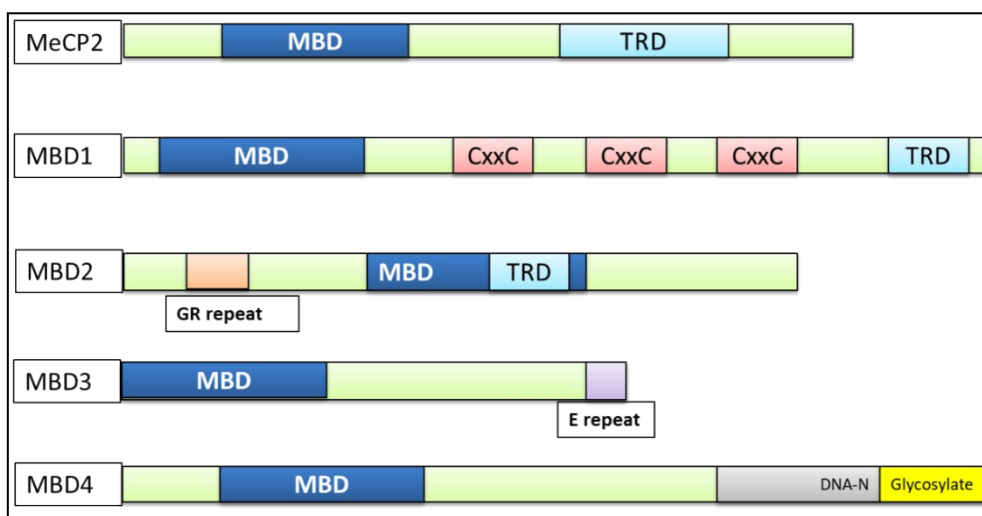 MeCP2 MBD TRD
MBD1 MBD CxxC CxxC CxxC TRD
MBD2 MBD TRD
GR repeat
MBD3 MBD
E repeat
MBD4 MBD DNA-N Glycosylate